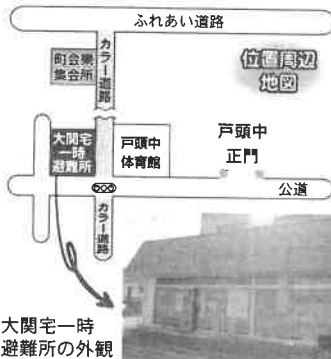 ふれあい道路
カラー道路
町会東
集会所
位置周辺
地図
大関宅
一時
避難所
戸頭中
体育館
戸頭中
正門
公道
カラー道路
大関宅一時
避難所の外観